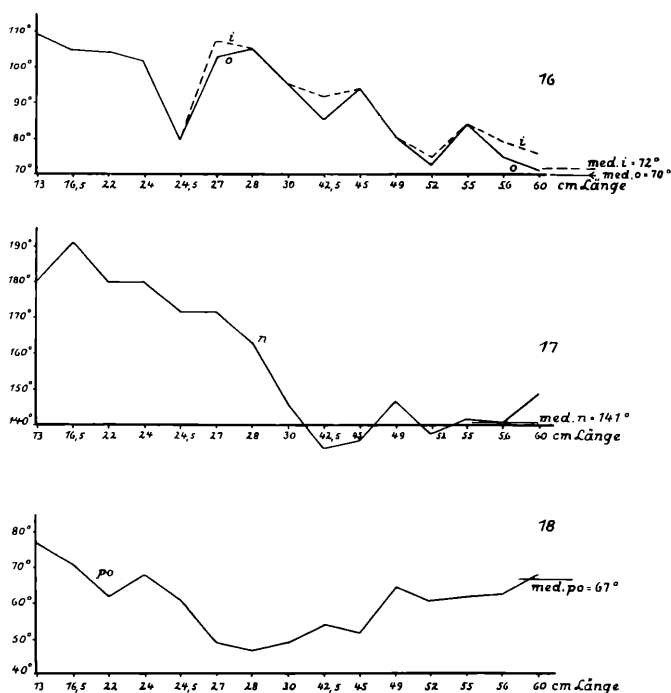 110°
i
100°
o
16
90°
80°
i
o
med. i = 72°
70°
med. o = 70°
13 16,5 22 24 24,5 27 28 30 42,5 45 49 52 55 56 60 cm Länge
190°
180°
170°
n
160°
17
150°
140°
med. n = 141°
13 16,5 22 24 24,5 27 28 30 42,5 45 49 52 55 56 60 cm Länge
80°
18
70°
po
med. po = 67°
60°
50°
40°
13 16,5 22 24 24,5 27 28 30 42,5 45 49 52 55 56 60 cm Länge